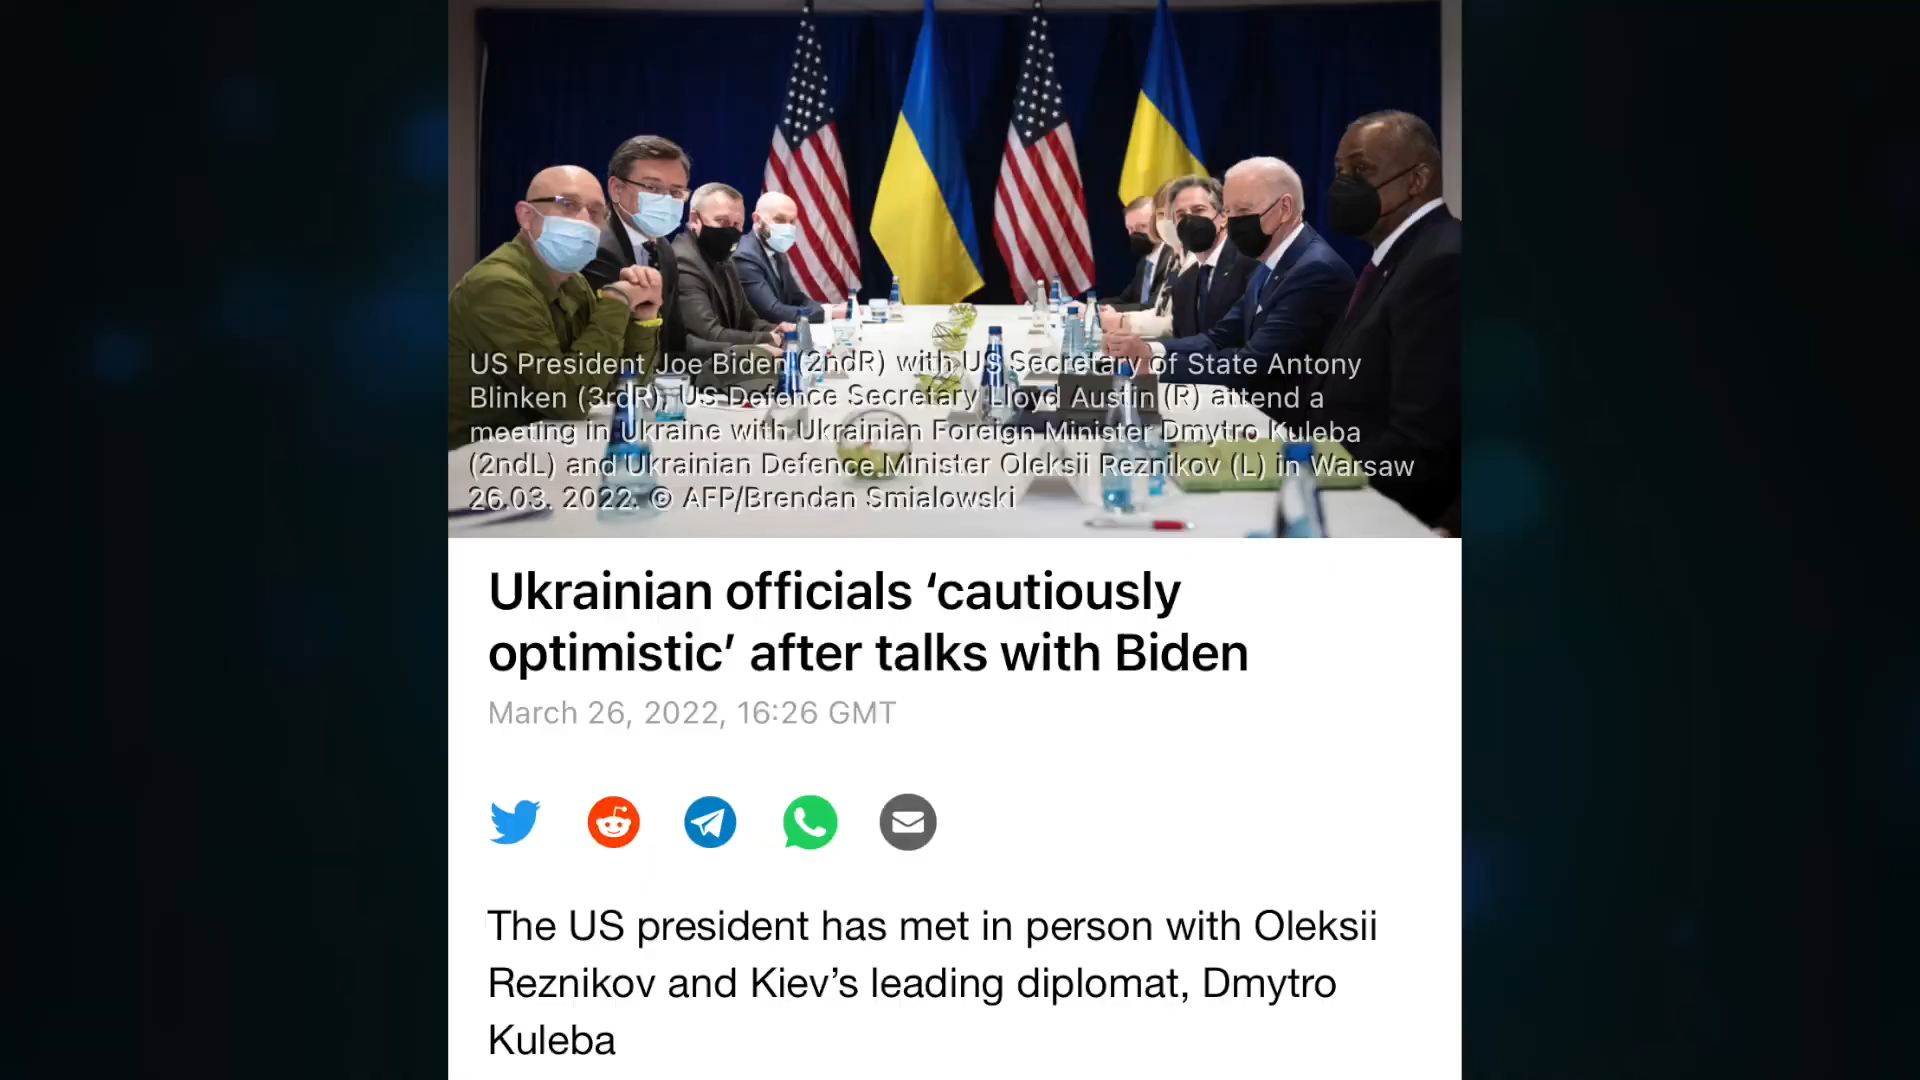 US President Joe Biden (2ndR) with US Secretary of State Antony
Blinken (3rdR), US Defence Secretary Lloyd Austin (R) attend a
meeting in Ukraine with Ukrainian Foreign Minister Dmytro Kuleba
(2ndL) and Ukrainian Defence Minister Oleksii Reznikov (L) in Warsaw
26.03. 2022. © AFP/Brendan Smialowski
Ukrainian officials ‘cautiously
optimistic’ after talks with Biden
March 26, 2022, 16:26 GMT
The US president has met in person with Oleksii
Reznikov and Kiev’s leading diplomat, Dmytro
Kuleba